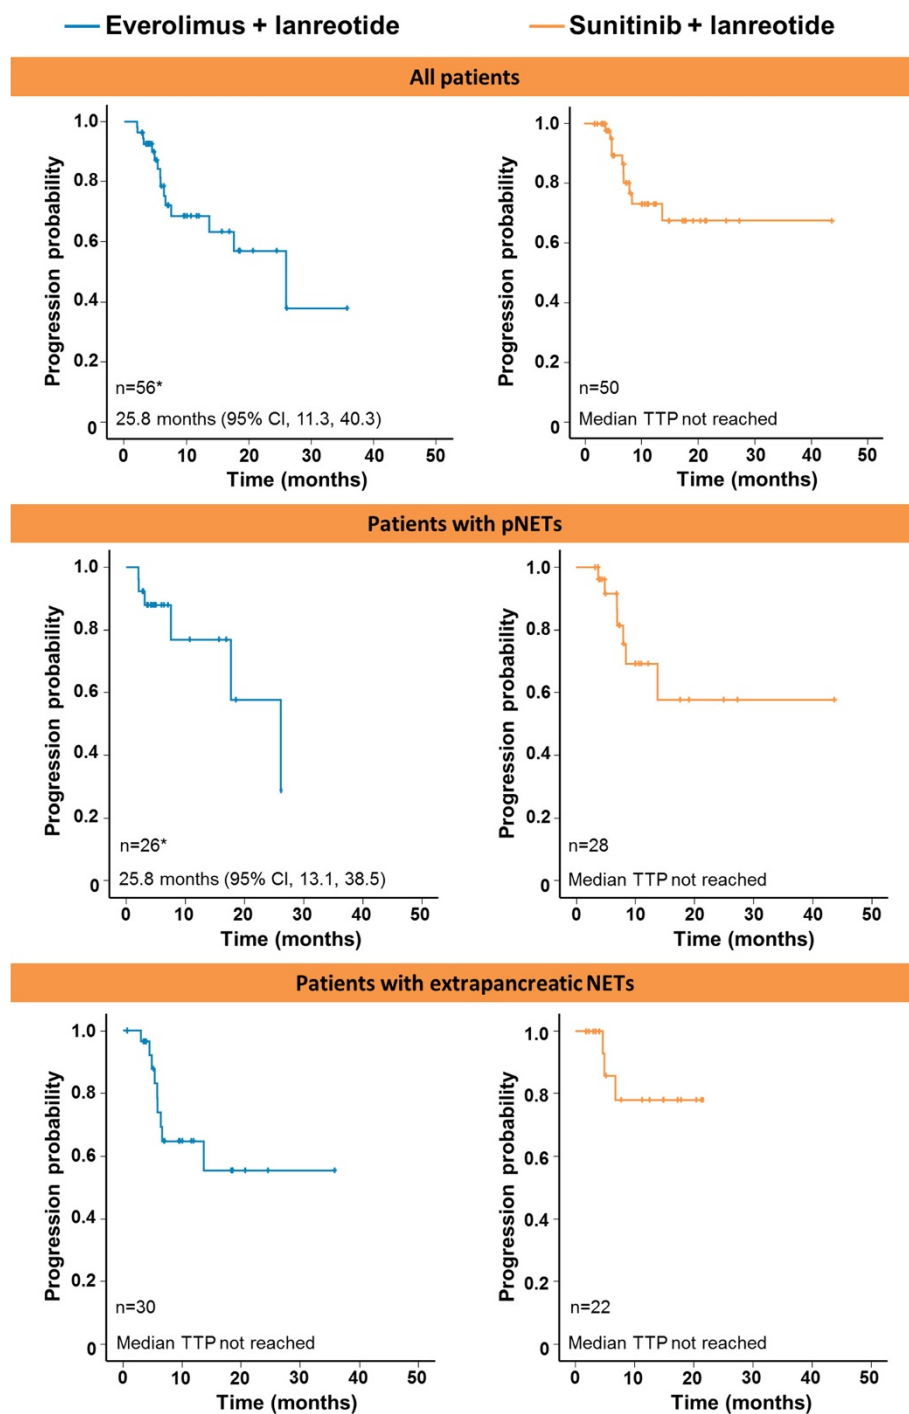 Everolimus + lanreotide Sunitinib + lanreotide
All patients
Progression probability
1.0
0.8
0.6
0.4
0.2
0
n=56*
25.8 months (95% CI, 11.3, 40.3)
0 10 20 30 40 50
Time (months)
Progression probability
1.0
0.8
0.6
0.4
0.2
0
n=50
Median TTP not reached
0 10 20 30 40 50
Time (months)
Patients with pNETs
Progression probability
1.0
0.8
0.6
0.4
0.2
0
n=26*
25.8 months (95% CI, 13.1, 38.5)
0 10 20 30 40 50
Time (months)
Progression probability
1.0
0.8
0.6
0.4
0.2
0
n=28
Median TTP not reached
0 10 20 30 40 50
Time (months)
Patients with extrapancreatic NETs
Progression probability
1.0
0.8
0.6
0.4
0.2
0
n=30
Median TTP not reached
0 10 20 30 40 50
Time (months)
Progression probability
1.0
0.8
0.6
0.4
0.2
0
n=22
Median TTP not reached
0 10 20 30 40 50
Time (months)